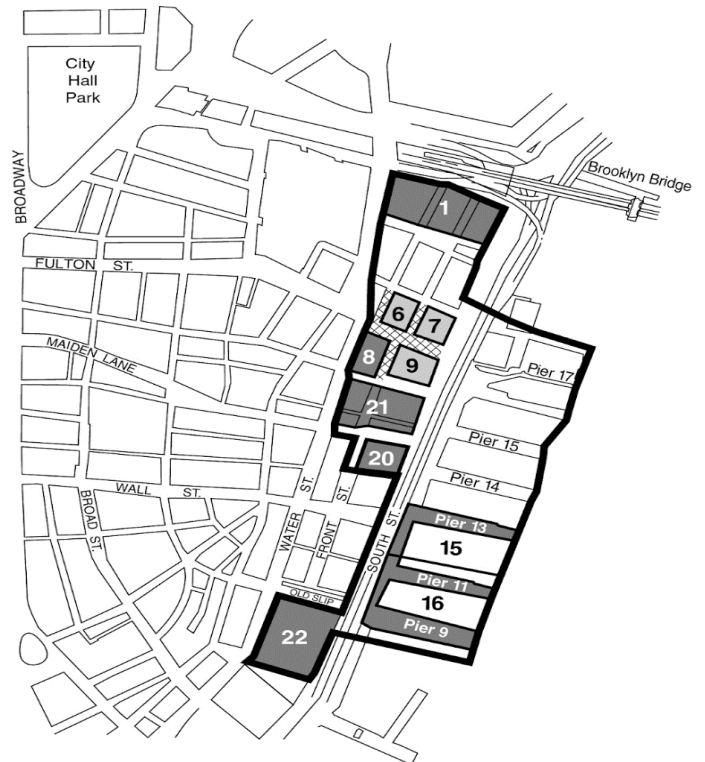 City
Hall
Park
BROADWAY
Brooklyn Bridge
1
FULTON ST.
6
7
MAIDEN LANE
8
9
Pier 17
21
Pier 15
20
Pier 14
WALL ST.
BROAD ST.
WATER ST.
FRONT ST.
SOUTH ST.
Pier 13
15
Pier 11
16
OLD SLIP
Pier 9
22